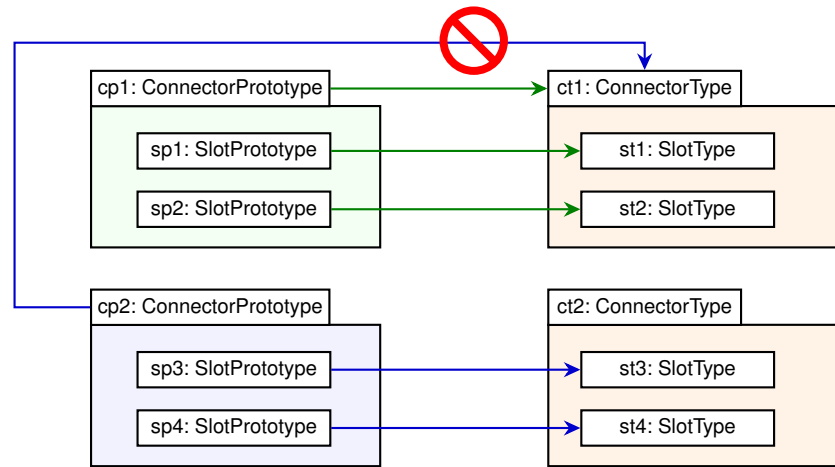 cp1: ConnectorPrototype
ct1: ConnectorType
sp1: SlotPrototype
st1: SlotType
sp2: SlotPrototype
st2: SlotType
cp2: ConnectorPrototype
ct2: ConnectorType
sp3: SlotPrototype
st3: SlotType
sp4: SlotPrototype
st4: SlotType